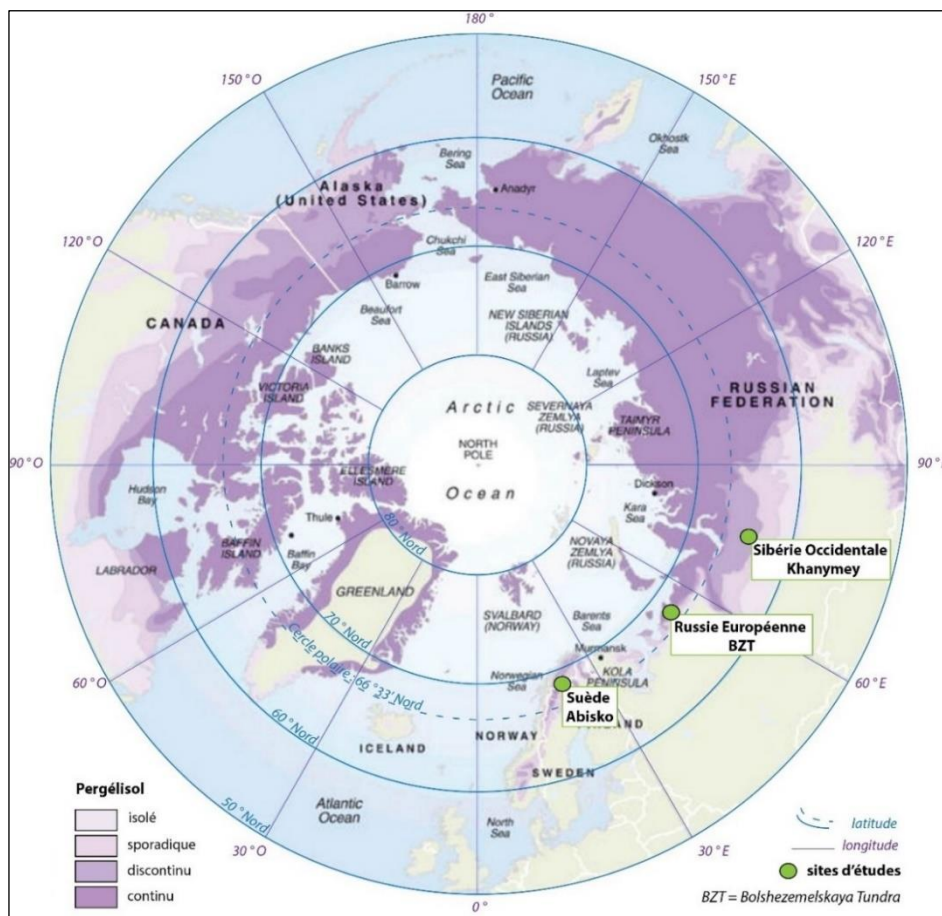 180°
150°O
150°E
Pacific
Ocean
Okhostk
Sea
Bering
Sea
Alaska
(United States)
Anadyr
120°O
120°E
Chukchi
Sea
Barrow
East Siberian
Sea
Beaufort
Sea
NEW SIBERIAN
ISLANDS
(RUSSIA)
CANADA
BANKS
ISLAND
Laptev
Sea
VICTORIA
ISLAND
Arctic
SEVERNAYA
ZEMLYA
(RUSSIA)
RUSSIAN
FEDERATION
TAIMYR
PENINSULA
NORTH
POLE
90°O
90°E
ELLESMERE
ISLAND
Ocean
Dickson
Hudson
Bay
Kara
Sea
Thule
80° Nord
BAFFIN
ISLAND
Baffin
Bay
NOVAYA
ZEMLYA
(RUSSIA)
Sibérie Occidentale
Khanymey
LABRADOR
GREENLAND
SVALBARD
(NORWAY)
Barents
Sea
Russie Européenne
BZT
70° Nord
Murmansk
KOLA
PENINSULA
Cercle polaire 66°33' Nord
Norwegian
Sea
60°O
60°E
Suède
Abisko
60° Nord
ICELAND
NORWAY
INLAND
SWEDEN
Pergélisol
isolé
sporadique
discontinu
continu
50° Nord
Atlantic
Ocean
North
Sea
30°O
30°E
0°
latitude
longitude
sites d'études
BZT = Bolshezemelskaya Tundra